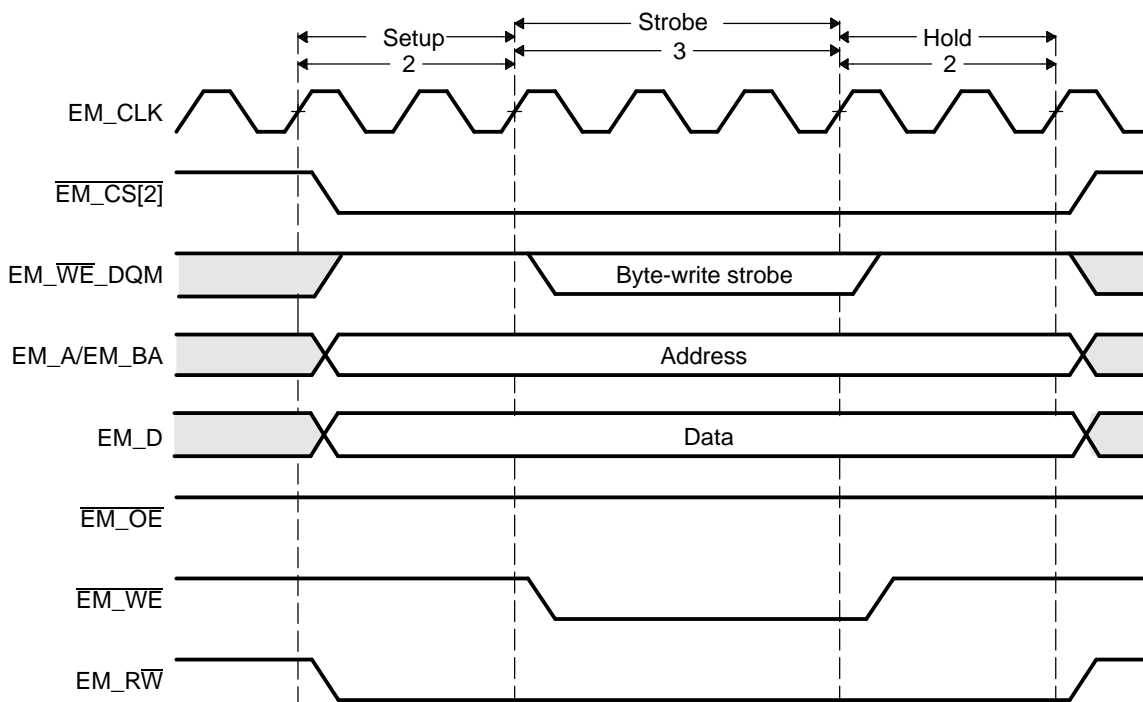 Setup
2
Strobe
3
Hold
2
EM_CLK
EM_CS[2]
EM_WE_DQM
Byte-write strobe
EM_A/EM_BA
Address
EM_D
Data
EM_OE
EM_WE
EM_RW